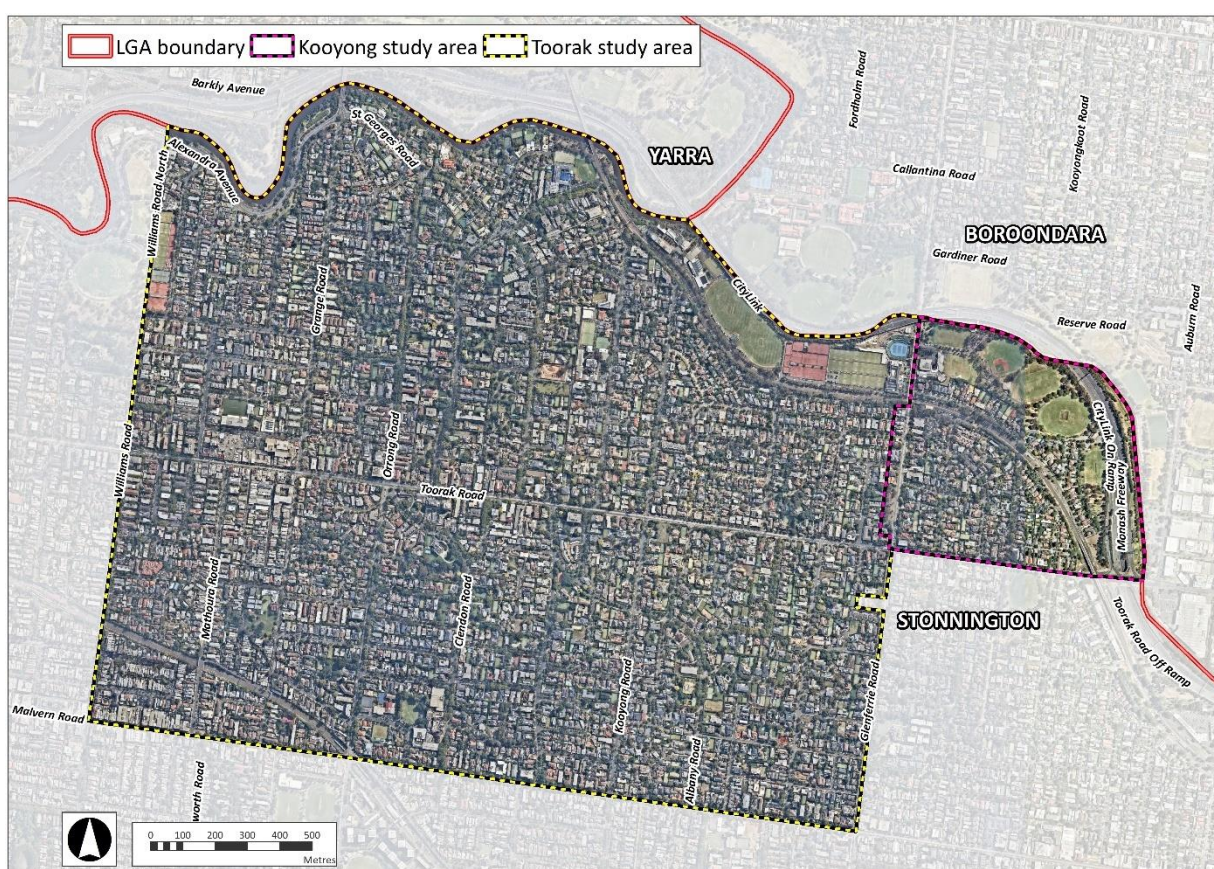 LGA boundary Kooyong study area Toorak study area
Barkly Avenue
St Georges Road
Alexandra Avenue
Williams Road North
YARRA
Fordholm Road
Kooyongkoot Road
Callantina Road
BOROONDARA
Gardiner Road
Grange Road
CityLink
Reserve Road
Auburn Road
Williams Road
Orrong Road
Toorak Road
CityLink On Ramp
Monash Freeway
Mathoura Road
Clendon Road
STONNINGTON
Toorak Road Off Ramp
Kooyong Road
Glenferrie Road
Malvern Road
Albany Road
worth Road
0 100 200 300 400 500
Metres